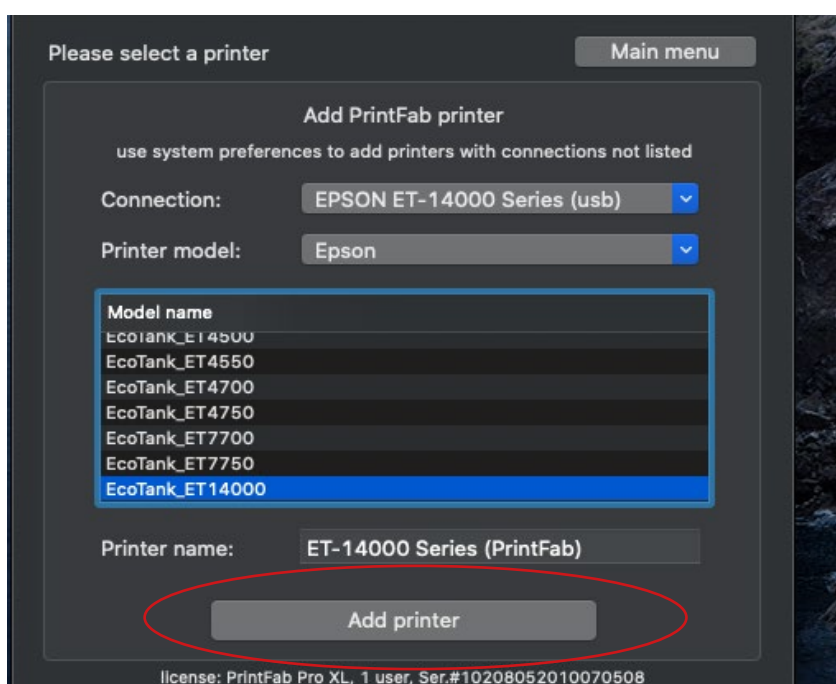 Please select a printer
Main menu
Add PrintFab printer
use system preferences to add printers with connections not listed
Connection:
EPSON ET-14000 Series (usb)
Printer model:
Epson
Model name
EcoTank_ET4500
EcoTank_ET4550
EcoTank_ET4700
EcoTank_ET4750
EcoTank_ET7700
EcoTank_ET7750
EcoTank_ET14000
Printer name:
ET-14000 Series (PrintFab)
Add printer
license: PrintFab Pro XL, 1 user, Ser.#10208052010070508